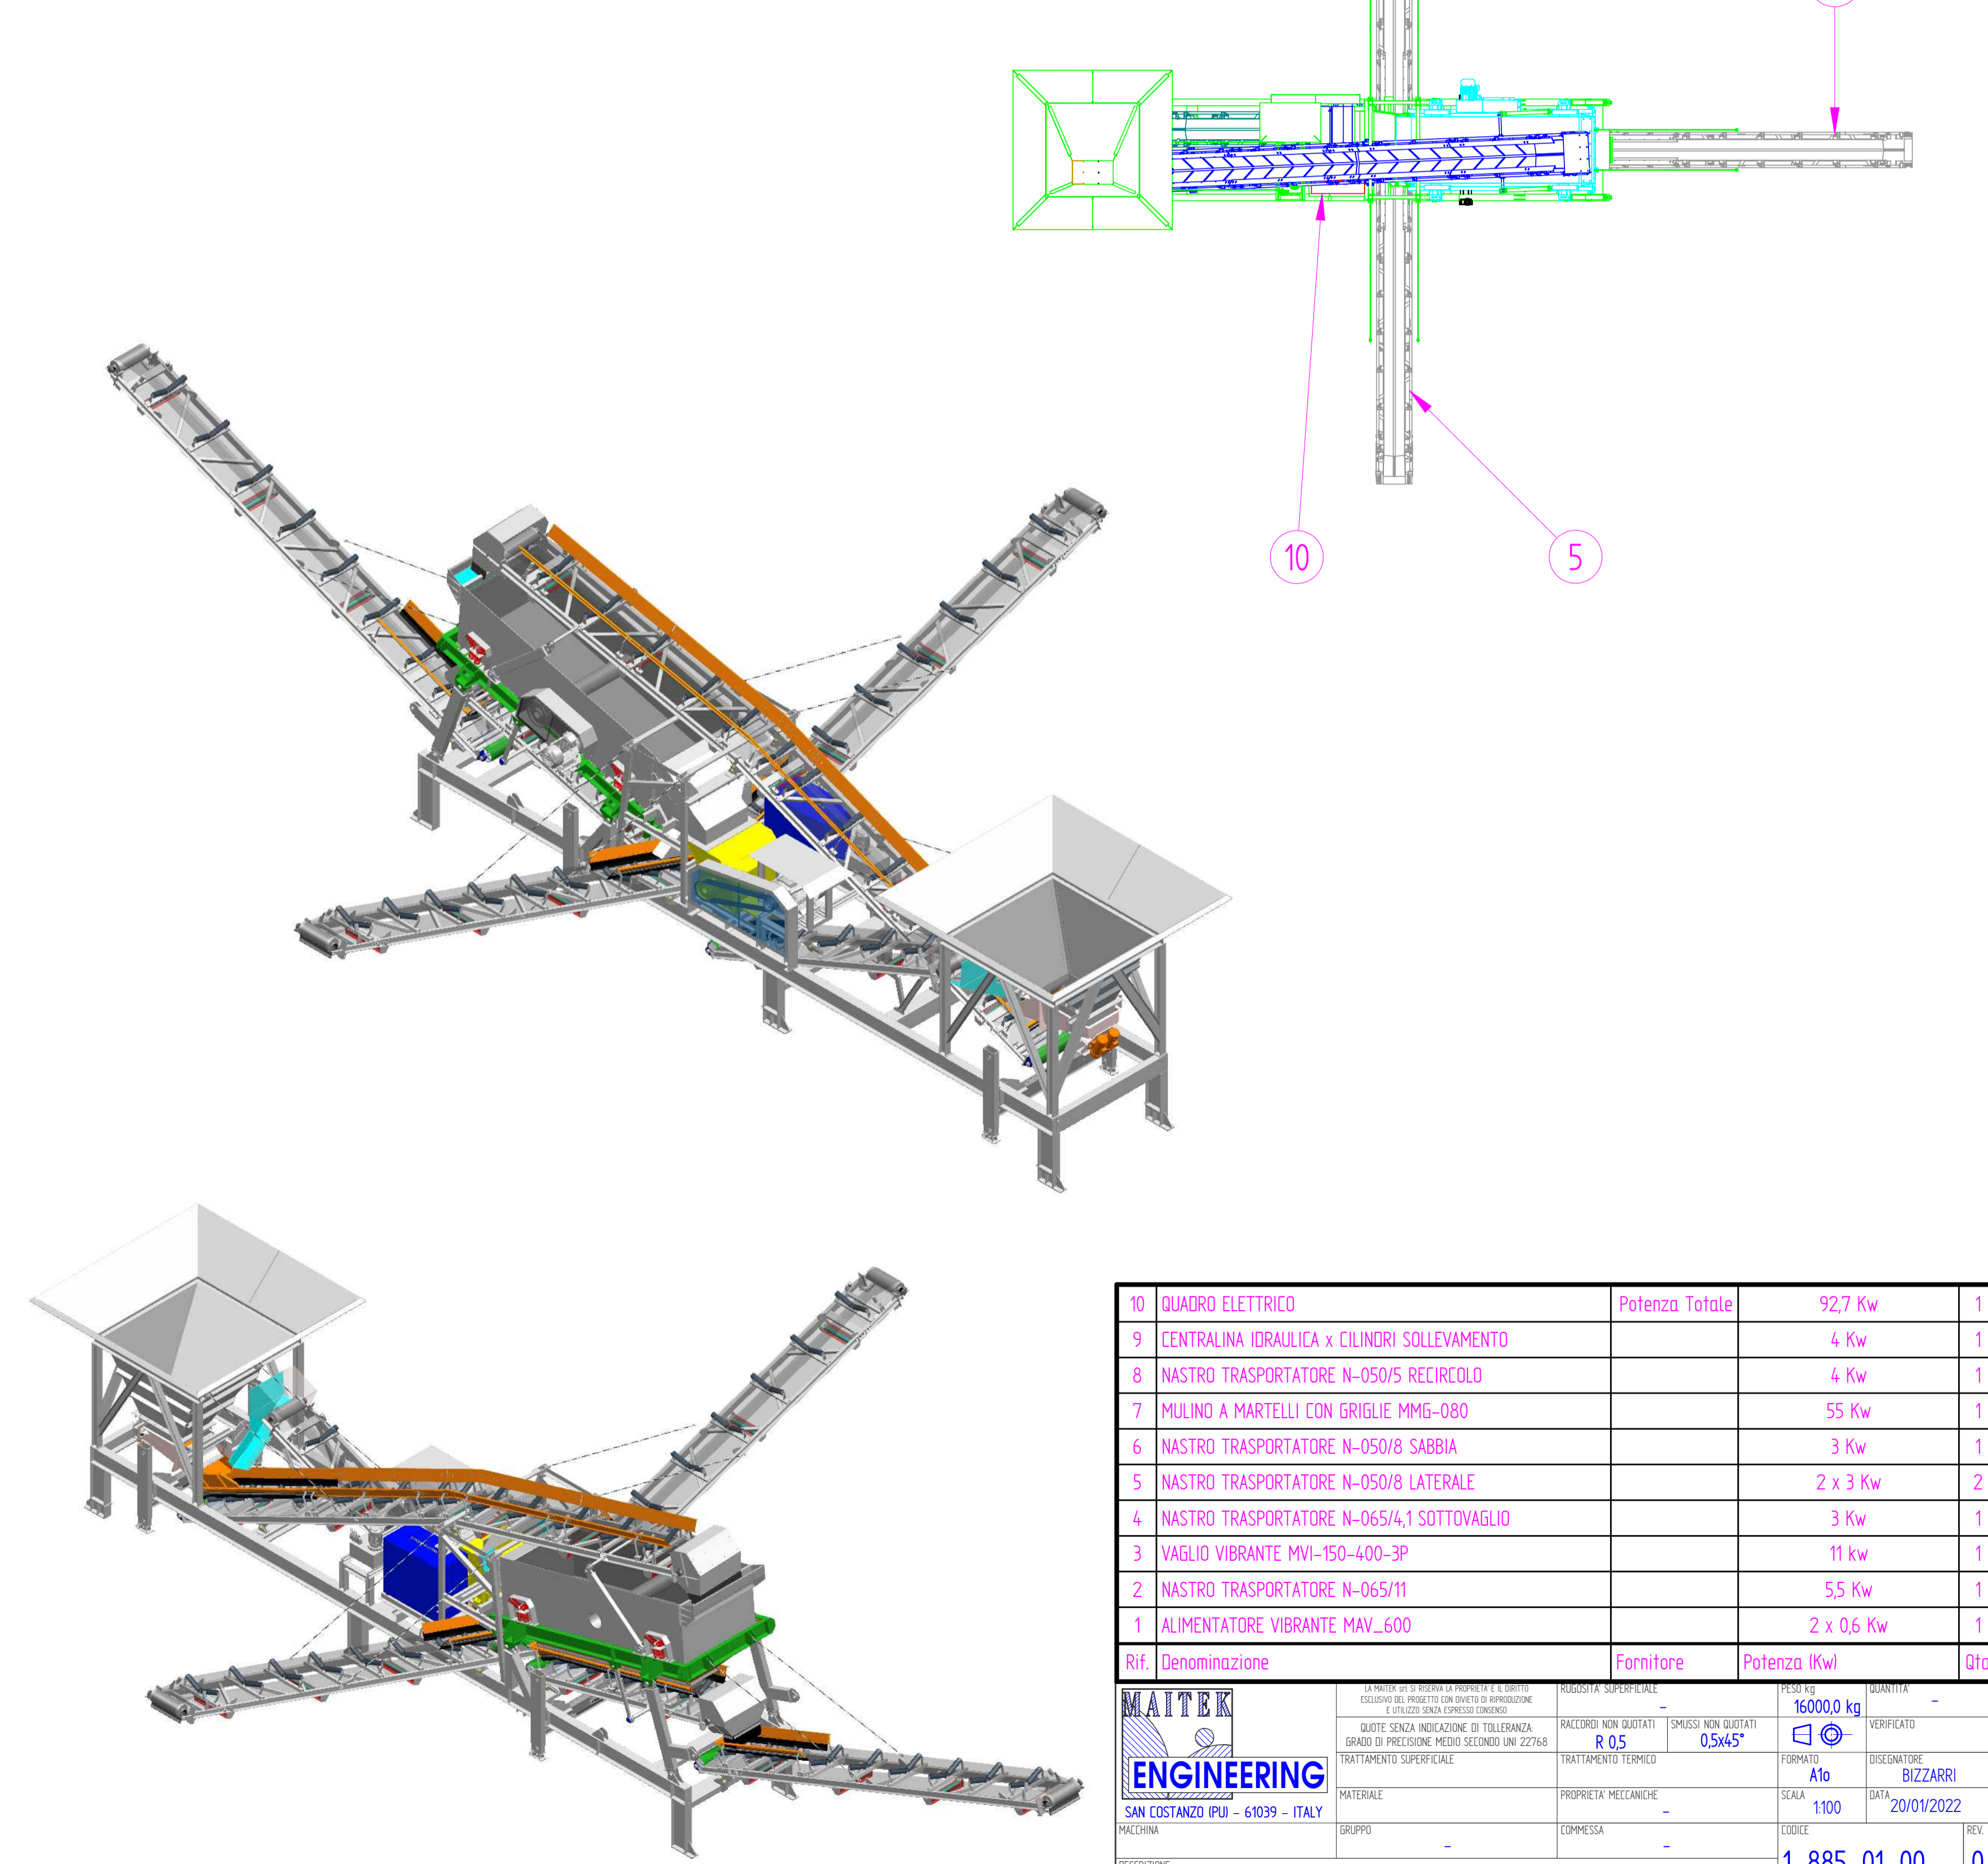 10
5
10 QUADRO ELETTRICO Potenza Totale 92,7 Kw 1
9 CENTRALINA IDRAULICA x CILINDRI SOLLEVAMENTO 4 Kw 1
8 NASTRO TRASPORTATORE N-050/5 RECIRCOLO 4 Kw 1
7 MULINO A MARTELLI CON GRIGLIE MMG-080 55 Kw 1
6 NASTRO TRASPORTATORE N-050/8 SABBIA 3 Kw 1
5 NASTRO TRASPORTATORE N-050/8 LATERALE 2 x 3 Kw 2
4 NASTRO TRASPORTATORE N-065/4,1 SOTTOVAGLIO 3 Kw 1
3 VAGLIO VIBRANTE MVI-150-400-3P 11 kw 1
2 NASTRO TRASPORTATORE N-065/11 5,5 Kw 1
1 ALIMENTATORE VIBRANTE MAV_600 2 x 0,6 Kw 1
Rif. Denominazione Fornitore Potenza (Kw) Qta
MAITEK
ENGINEERING
SAN COSTANZO (PU) - 61039 - ITALY
LA MAITEK srl SI RISERVA LA PROPRIETA' E IL DIRITTO
ESCLUSIVO DEL PROGETTO CON DIVIETO DI RIPRODUZIONE
E UTILIZZO SENZA ESPRESSO CONSENSO
RUGOSITA' SUPERFICIALE
-
PESO kg
16000,0 kg
QUANTITA'
-
QUOTE SENZA INDICAZIONE DI TOLLERANZA:
GRADO DI PRECISIONE MEDIO SECONDO UNI 22768
RACCORDI NON QUOTATI
R 0,5
SMUSSI NON QUOTATI
0,5x45°
VERIFICATO
TRATTAMENTO SUPERFICIALE
TRATTAMENTO TERMICO
FORMATO
A1o
DISEGNATORE
BIZZARRI
MATERIALE
PROPRIETA' MECCANICHE
-
SCALA
1:100
DATA
20/01/2022
MACCHINA
GRUPPO
-
COMMESSA
-
CODICE
1 885 01 00
REV.
0
DESCRIZIONE